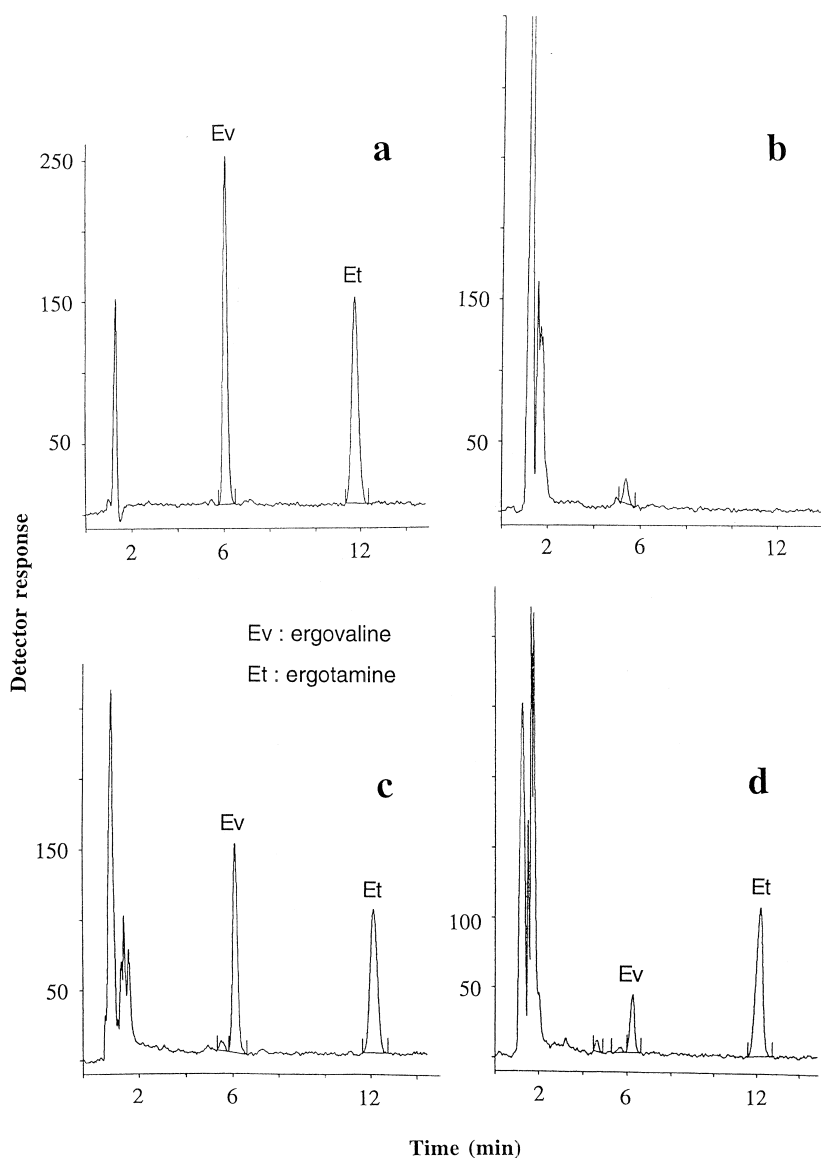 Ev
a
250
Et
150
50
2 6 12
b
150
50
2 6 12
Detector response
Ev : ergovaline
Et : ergotamine
c
Ev
150
Et
50
2 6 12
d
Et
100
Ev
50
2 6 12
Time (min)